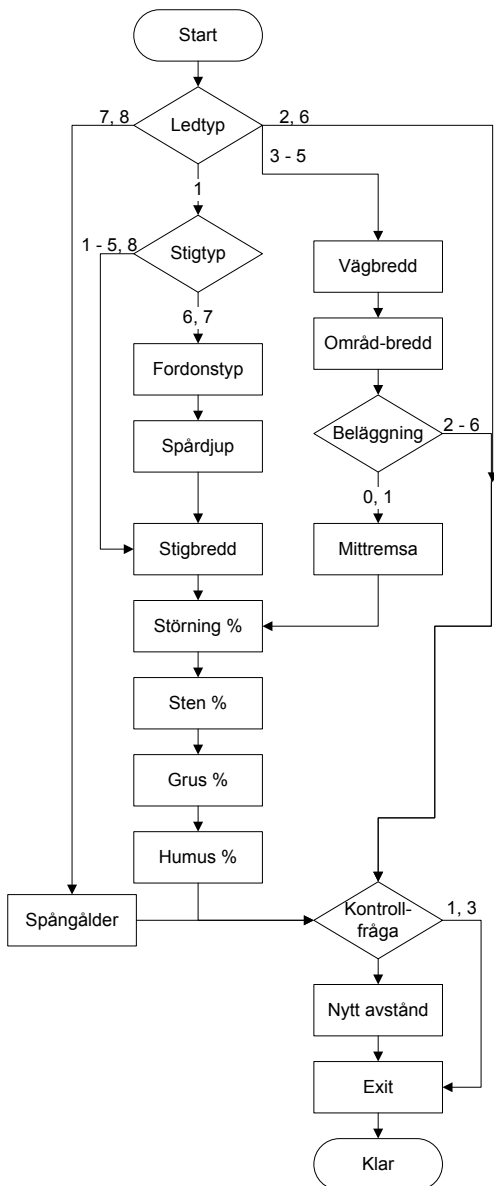 Start
7, 8
Ledtyp
2, 6
3 - 5
1
1 - 5, 8
Stigtyp
Vägbredd
6, 7
Områd-bredd
Fordonstyp
Beläggning
2 - 6
Spårdjup
0, 1
Stigbredd
Mittremsa
Störning %
Sten %
Grus %
Humus %
Spångålder
Kontroll-
fråga
1, 3
Nytt avstånd
Exit
Klar